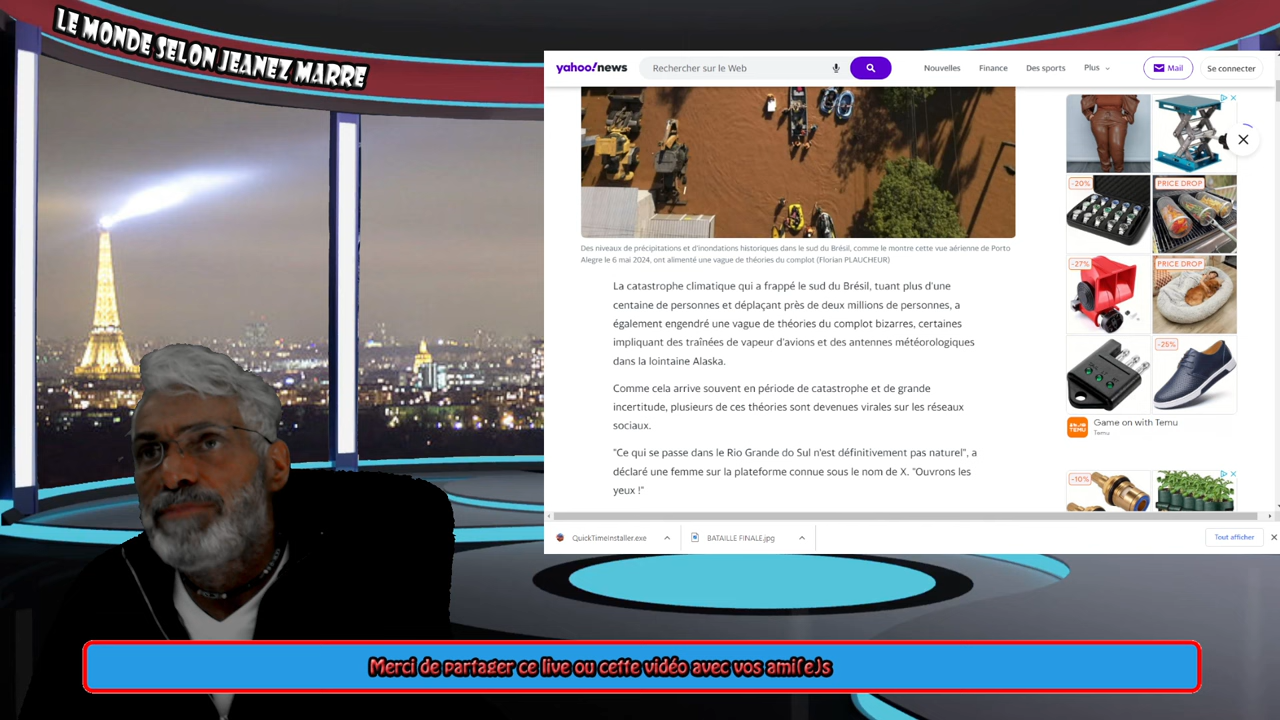 LE MONDE SELON JEANEZ MARRE
yahoo!news
Rechercher sur le Web
Nouvelles
Finance
Des sports
Plus
Mail
Se connecter
Des niveaux de précipitations et d'inondations historiques dans le sud du Brésil, comme le montre cette vue aérienne de Porto
Alegre le 6 mai 2024, ont alimenté une vague de théories du complot (Florian PLAUCHEUR)
La catastrophe climatique qui a frappé le sud du Brésil, tuant plus d'une
centaine de personnes et déplaçant près de deux millions de personnes, a
également engendré une vague de théories du complot bizarres, certaines
impliquant des traînées de vapeur d'avions et des antennes météorologiques
dans la lointaine Alaska.
Comme cela arrive souvent en période de catastrophe et de grande
incertitude, plusieurs de ces théories sont devenues virales sur les réseaux
sociaux.
"Ce qui se passe dans le Rio Grande do Sul n'est définitivement pas naturel", a
déclaré une femme sur la plateforme connue sous le nom de X. "Ouvrons les
yeux !"
-20%
PRICE DROP
-27%
PRICE DROP
-25%
TEMU
Game on with Temu
Temu
-10%
QuickTimeInstaller.exe
BATAILLE FINALE.jpg
Tout afficher
Merci de partager ce live ou cette vidéo avec vos ami(e)s